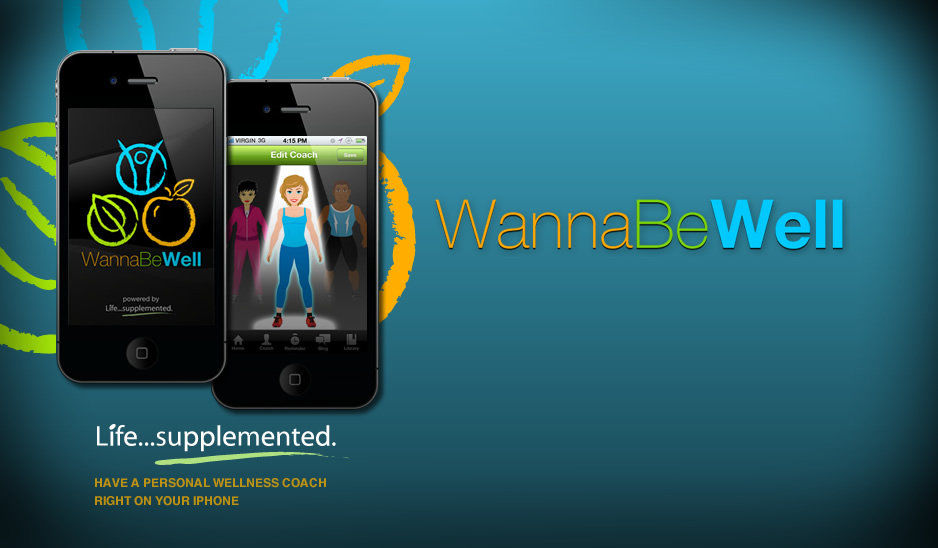 WannaBeWell
powered by
Life...supplemented.
VIRGIN 3G 4:15 PM
Edit Coach
Save
Home Coach Reminder Blog Library
WannaBeWell
Life...supplemented.
HAVE A PERSONAL WELLNESS COACH
RIGHT ON YOUR IPHONE